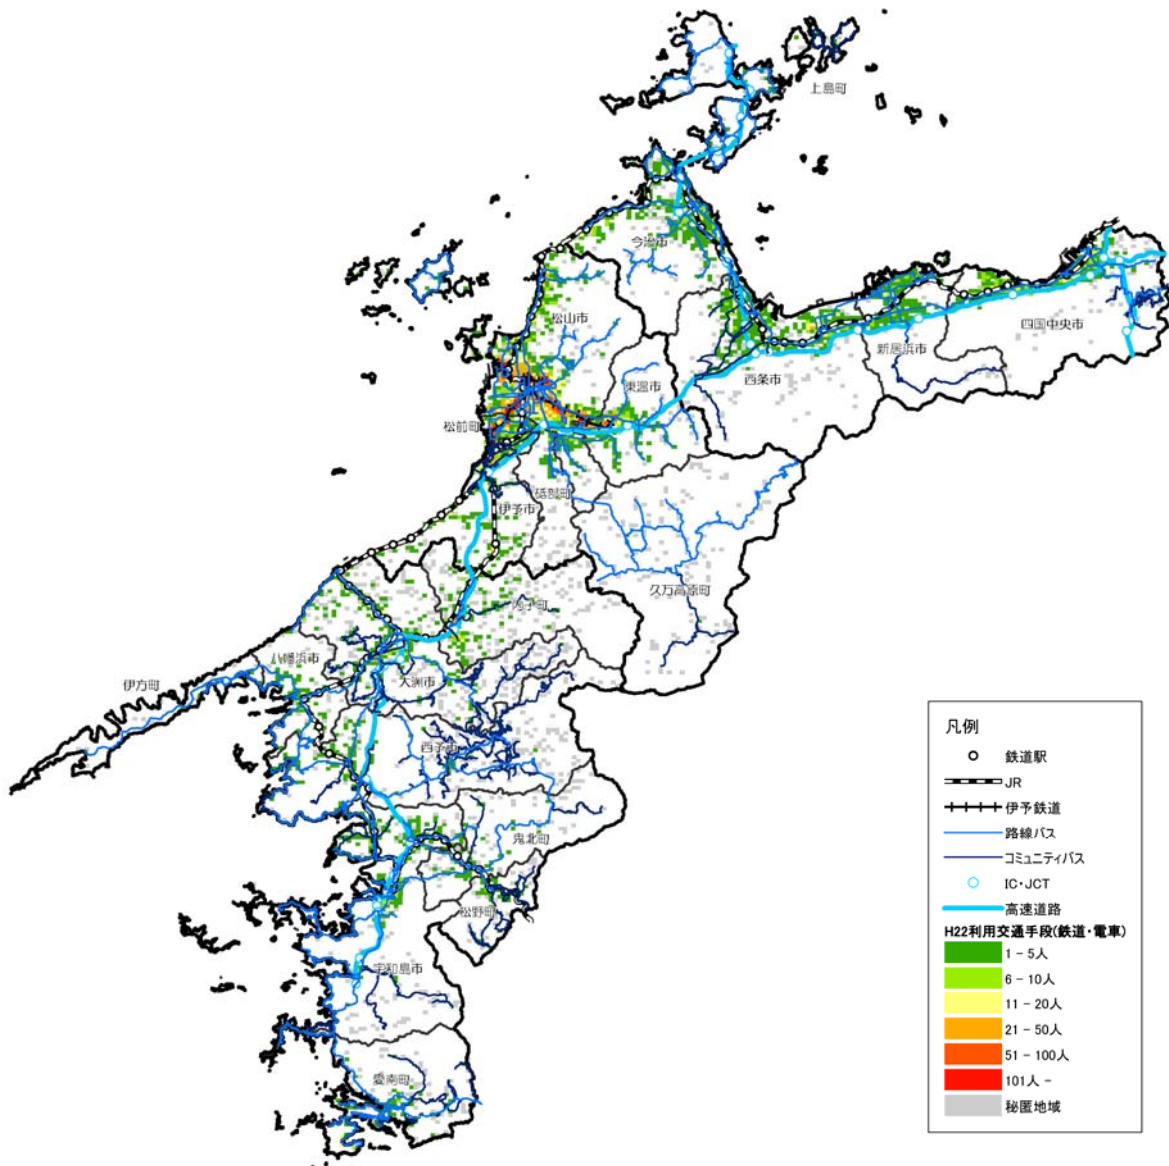 上島町
今治市
松山市
四国中央市
新居浜市
西条市
東温市
松前町
砥部町
伊予市
久万高原町
内子町
八幡浜市
大洲市
伊方町
西予市
鬼北町
松野町
宇和島市
愛南町
凡例
鉄道駅
JR
伊予鉄道
路線バス
コミュニティバス
IC・JCT
高速道路
H22利用交通手段(鉄道・電車)
1 - 5人
6 - 10人
11 - 20人
21 - 50人
51 - 100人
101人 -
秘匿地域